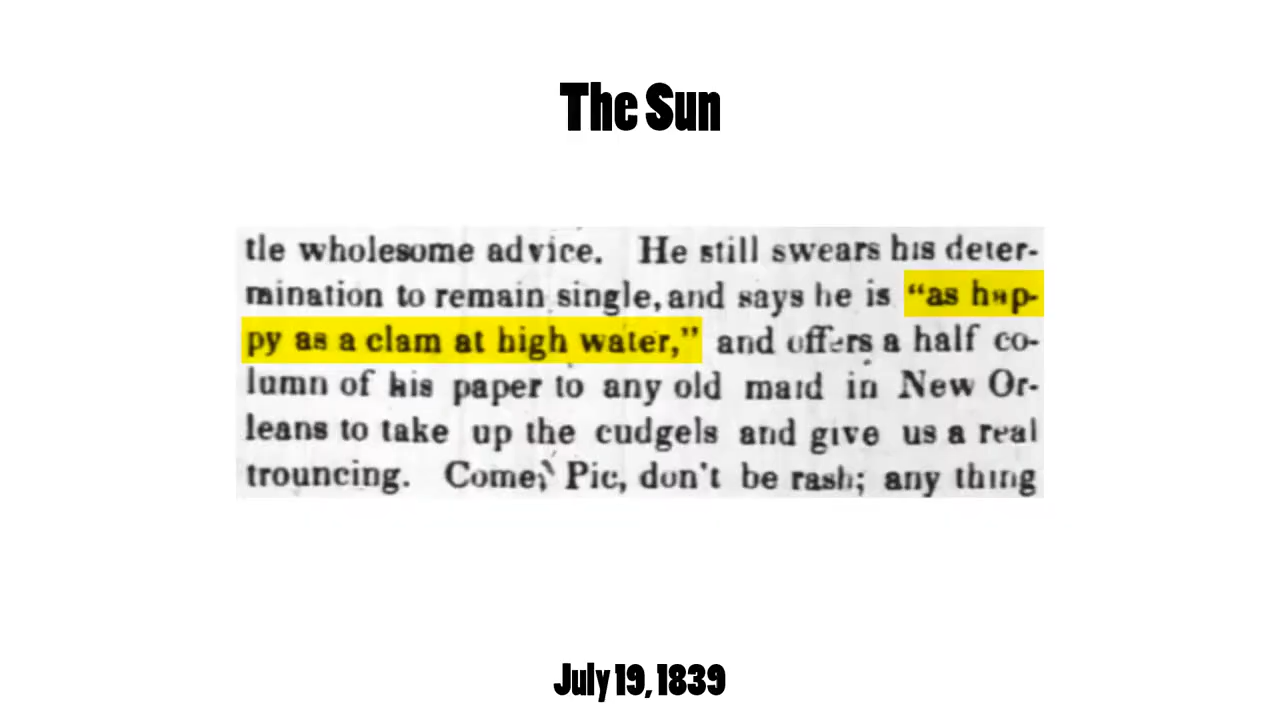 The Sun
tle wholesome advice. He still swears his deter-
mination to remain single, and says he is “as hap-
py as a clam at high water,” and offers a half co-
lumn of his paper to any old maid in New Or-
leans to take up the cudgels and give us a real
trouncing. Come, Pic, don't be rash; any thing
July 19, 1839